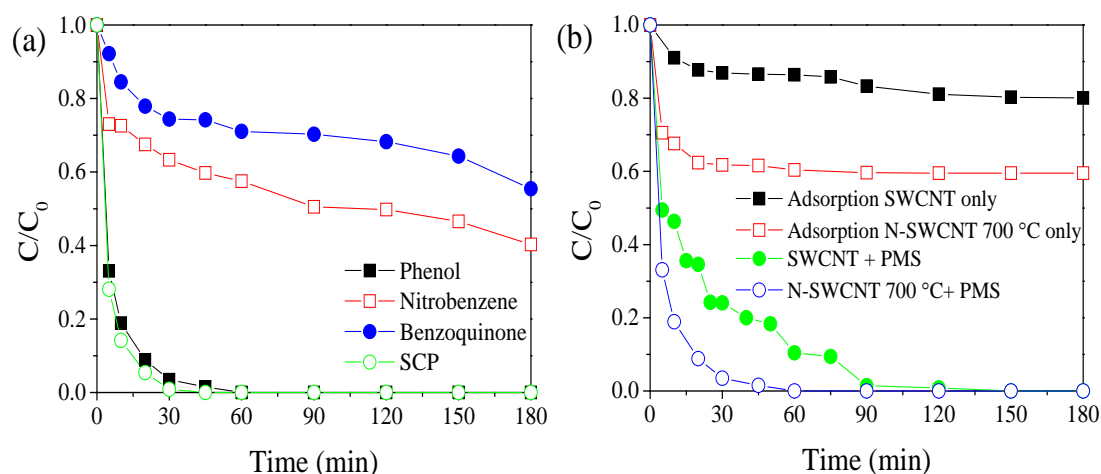 (a)
C/C0
1.0
0.8
0.6
0.4
0.2
0.0
Phenol
Nitrobenzene
Benzoquinone
SCP
0 30 60 90 120 150 180
Time (min)
(b)
C/C0
1.0
0.8
0.6
0.4
0.2
0.0
Adsorption SWCNT only
Adsorption N-SWCNT 700 °C only
SWCNT + PMS
N-SWCNT 700 °C+ PMS
0 30 60 90 120 150 180
Time (min)